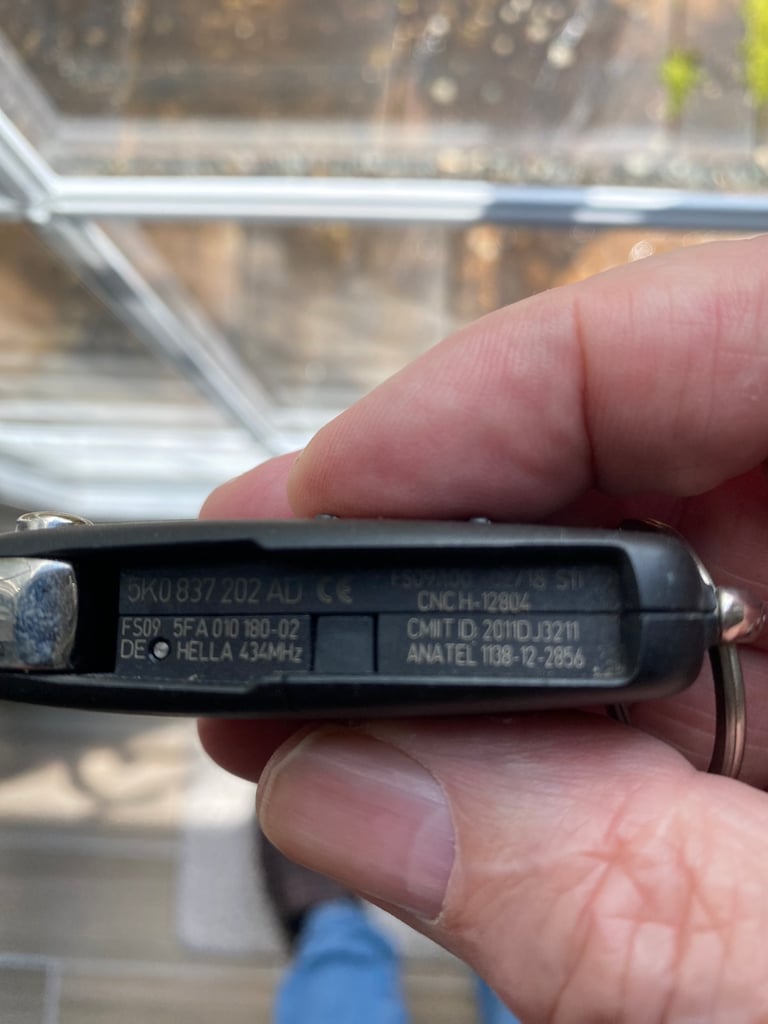 5K0 837 202 AD CE
FS09 5FA 010 180-02
DE HELLA 434MHz
CNC H-12804
CMIIT ID: 2011DJ3211
ANATEL 1138-12-2856